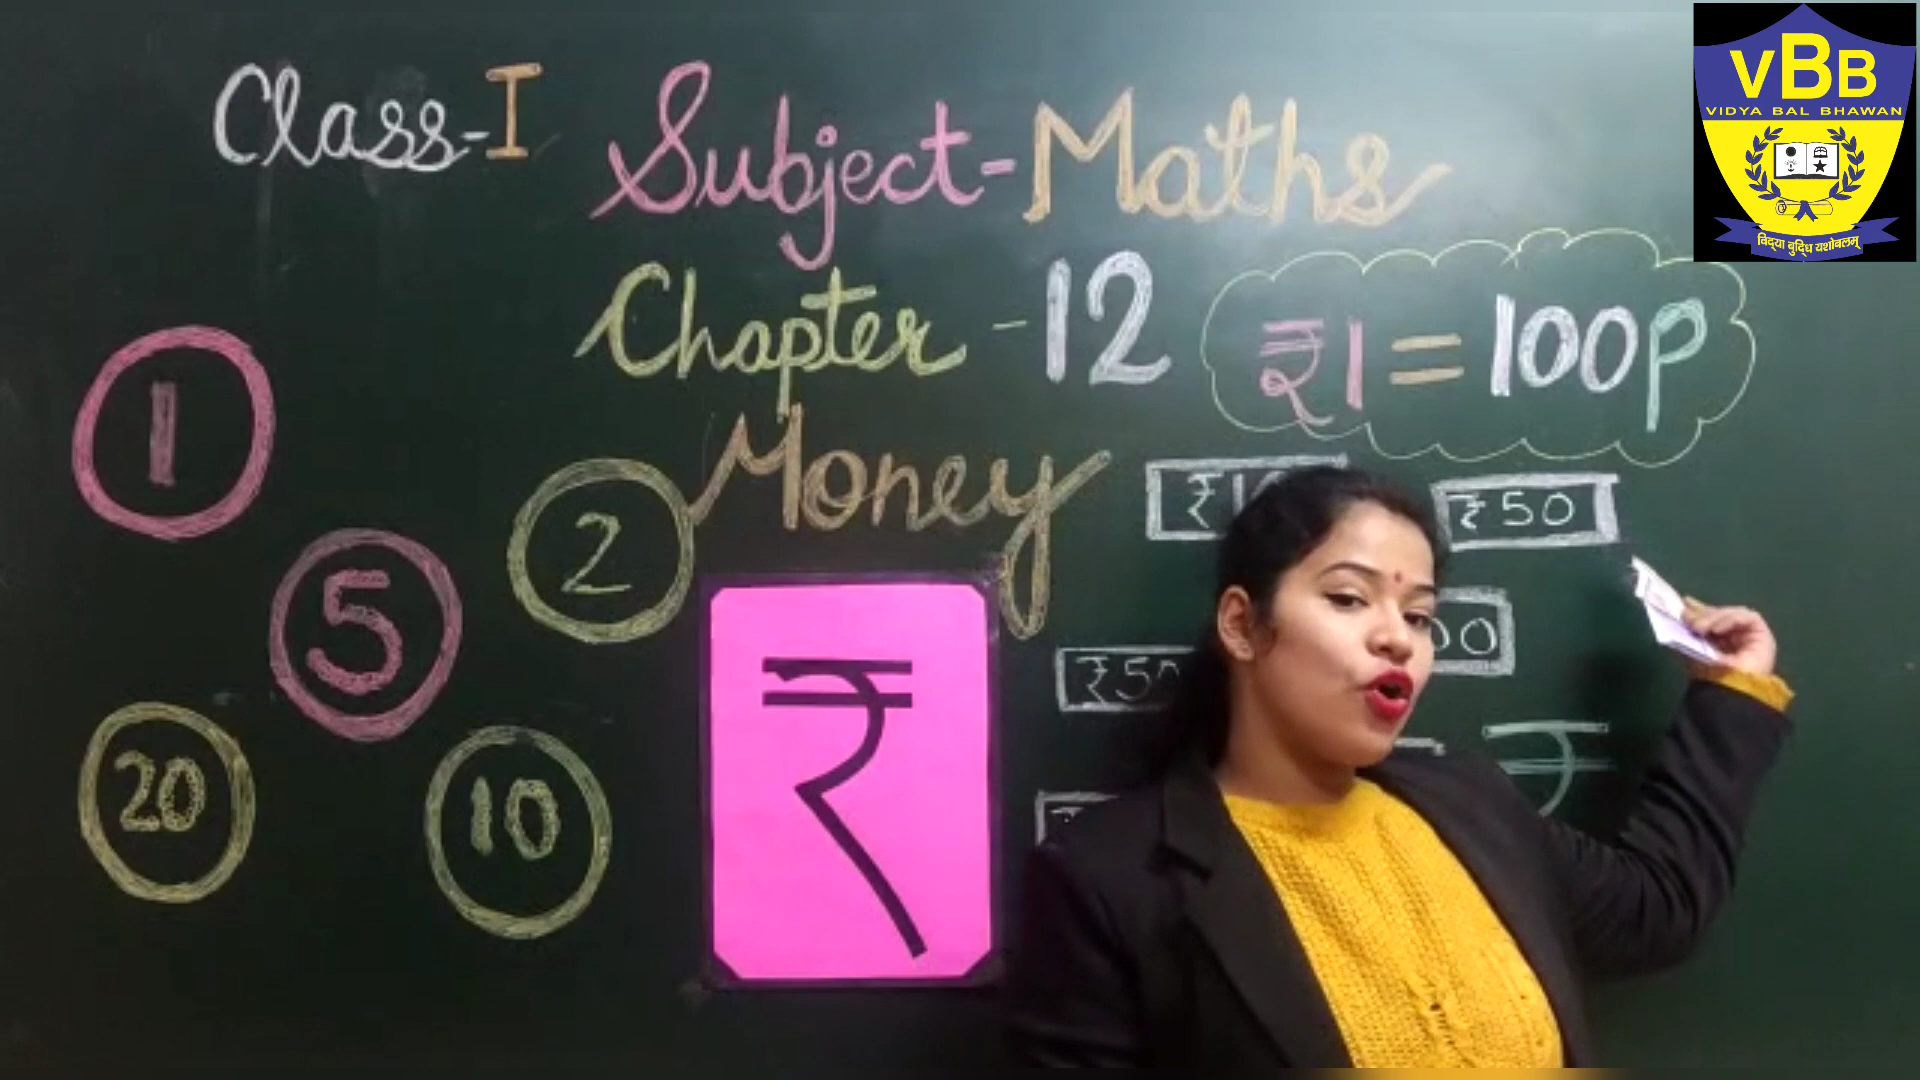 Class-I Subject-Maths
Chapter-12
₹1=100p
Money
1
2
5
20
10
₹
₹50
₹
VBB
VIDYA BAL BHAWAN
विद्या बुद्धि यशोबलम्